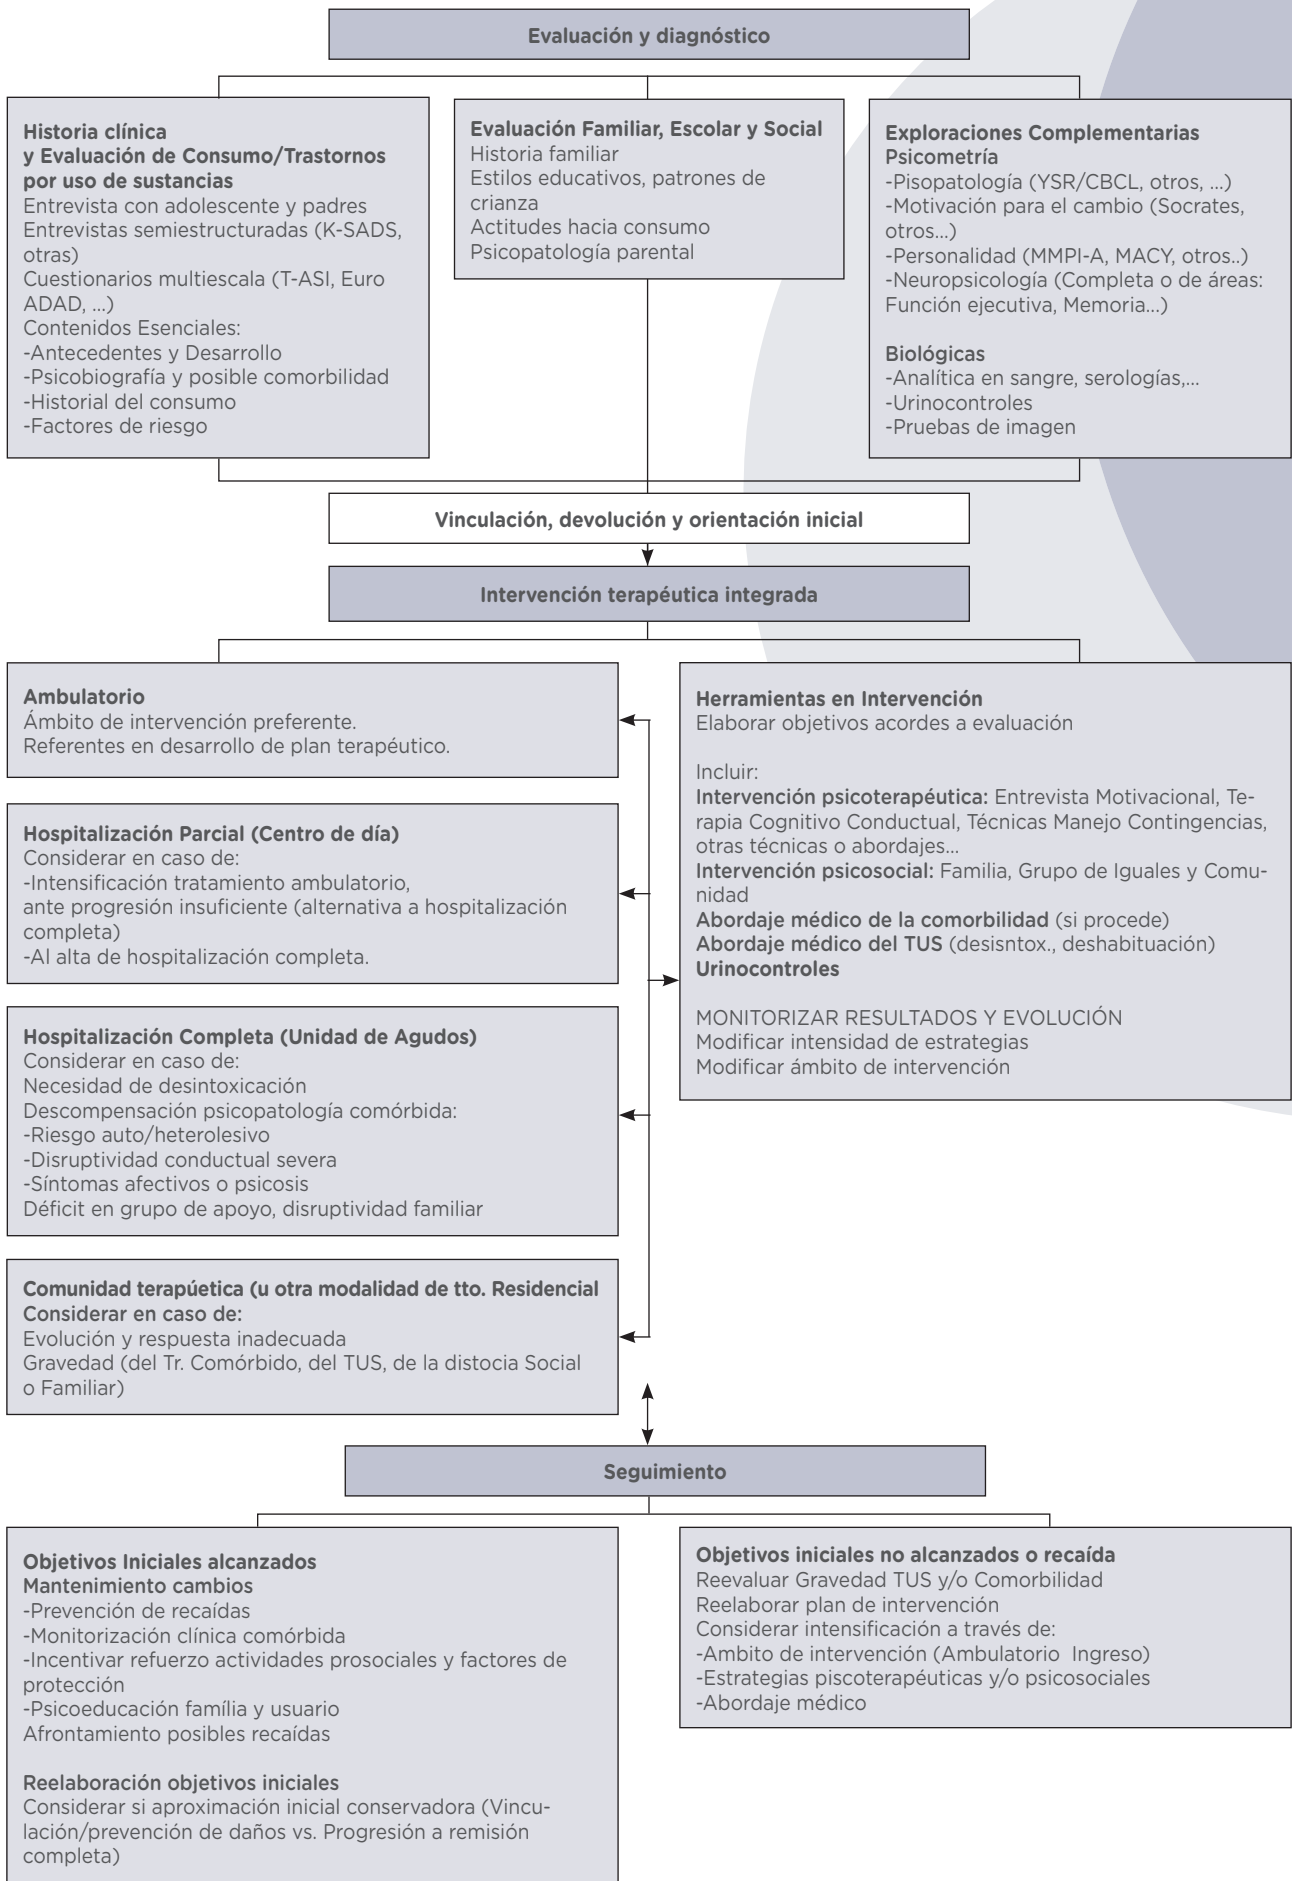 Evaluación y diagnóstico
Historia clínica
y Evaluación de Consumo/Trastornos
por uso de sustancias
Entrevista con adolescente y padres
Entrevistas semiestructuradas (K-SADS,
otras)
Cuestionarios multiescala (T-ASI, Euro
ADAD, ...)
Contenidos Esenciales:
-Antecedentes y Desarrollo
-Psicobiografía y posible comorbilidad
-Historial del consumo
-Factores de riesgo
Evaluación Familiar, Escolar y Social
Historia familiar
Estilos educativos, patrones de
crianza
Actitudes hacia consumo
Psicopatología parental
Exploraciones Complementarias
Psicometría
-Pisopatología (YSR/CBCL, otros, ...)
-Motivación para el cambio (Socrates,
otros...)
-Personalidad (MMPI-A, MACY, otros..)
-Neuropsicología (Completa o de áreas:
Función ejecutiva, Memoria...)
Biológicas
-Analítica en sangre, serologías,...
-Urinocontroles
-Pruebas de imagen
Vinculación, devolución y orientación inicial
Intervención terapéutica integrada
Ambulatorio
Ámbito de intervención preferente.
Referentes en desarrollo de plan terapéutico.
Hospitalización Parcial (Centro de día)
Considerar en caso de:
-Intensificación tratamiento ambulatorio,
ante progresión insuficiente (alternativa a hospitalización
completa)
-Al alta de hospitalización completa.
Hospitalización Completa (Unidad de Agudos)
Considerar en caso de:
Necesidad de desintoxicación
Descompensación psicopatología comórbida:
-Riesgo auto/heterolesivo
-Disruptividad conductual severa
-Síntomas afectivos o psicosis
Déficit en grupo de apoyo, disruptividad familiar
Comunidad terapúetica (u otra modalidad de tto. Residencial
Considerar en caso de:
Evolución y respuesta inadecuada
Gravedad (del Tr. Comórbido, del TUS, de la distocia Social
o Familiar)
Herramientas en Intervención
Elaborar objetivos acordes a evaluación
Incluir:
Intervención psicoterapéutica: Entrevista Motivacional, Te-
rapia Cognitivo Conductual, Técnicas Manejo Contingencias,
otras técnicas o abordajes...
Intervención psicosocial: Familia, Grupo de Iguales y Comu-
nidad
Abordaje médico de la comorbilidad (si procede)
Abordaje médico del TUS (desisntox., deshabituación)
Urinocontroles
MONITORIZAR RESULTADOS Y EVOLUCIÓN
Modificar intensidad de estrategias
Modificar ámbito de intervención
Seguimiento
Objetivos Iniciales alcanzados
Mantenimiento cambios
-Prevención de recaídas
-Monitorización clínica comórbida
-Incentivar refuerzo actividades prosociales y factores de
protección
-Psicoeducación família y usuario
Afrontamiento posibles recaídas
Reelaboración objetivos iniciales
Considerar si aproximación inicial conservadora (Vincu-
lación/prevención de daños vs. Progresión a remisión
completa)
Objetivos iniciales no alcanzados o recaída
Reevaluar Gravedad TUS y/o Comorbilidad
Reelaborar plan de intervención
Considerar intensificación a través de:
-Ambito de intervención (Ambulatorio  Ingreso)
-Estrategias piscoterapéuticas y/o psicosociales
-Abordaje médico